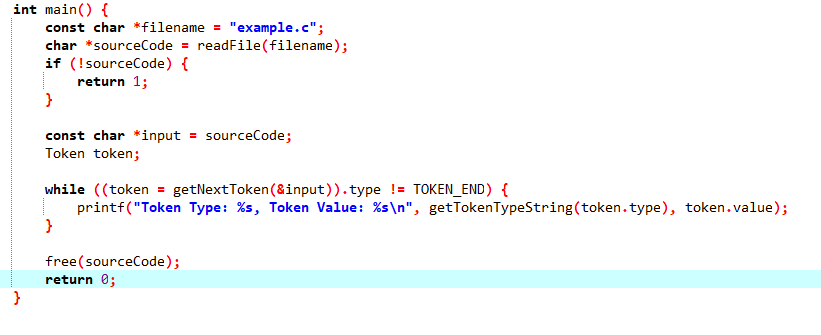 int main() {
    const char *filename = "example.c";
    char *sourceCode = readFile(filename);
    if (!sourceCode) {
        return 1;
    }

    const char *input = sourceCode;
    Token token;

    while ((token = getNextToken(&input)).type != TOKEN_END) {
        printf("Token Type: %s, Token Value: %s\n", getTokenTypeString(token.type), token.value);
    }

    free(sourceCode);
    return 0;
}